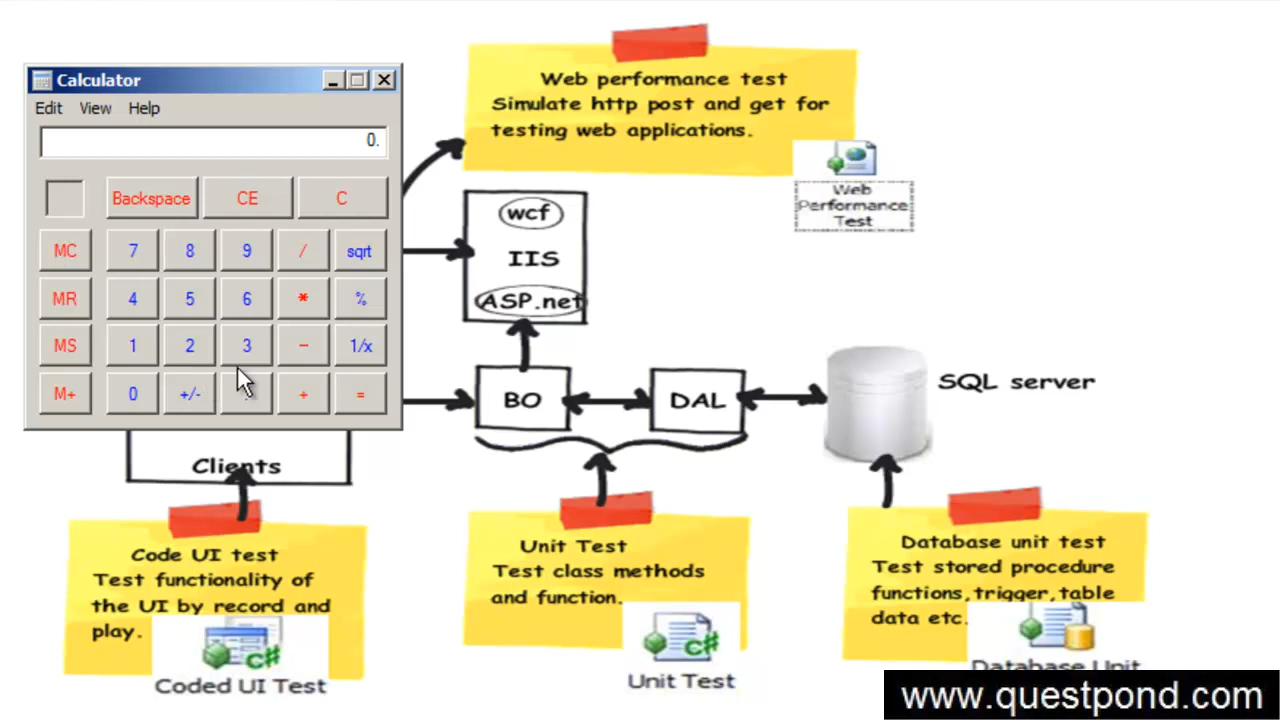 Calculator
Edit View Help
0.
Backspace CE C
MC 7 8 9 / sqrt
MR 4 5 6 * %
MS 1 2 3 - 1/x
M+ 0 +/- . + =
Web performance test
Simulate http post and get for
testing web applications.
Web
Performance
Test
wcf
IIS
ASP.net
BO
DAL
SQL server
Clients
Code UI test
Test functionality of
the UI by record and
play.
Coded UI Test
Unit Test
Test class methods
and function.
Unit Test
Database unit test
Test stored procedure
functions,trigger,table
data etc.
Database Unit
www.questpond.com